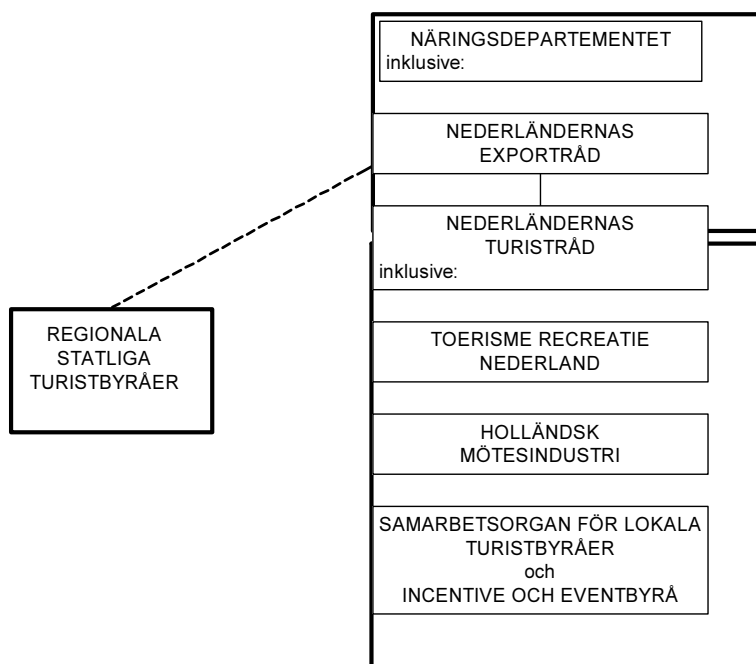 NÄRINGSDEPARTEMENTET
inklusive:
NEDERLÄNDERNAS
EXPORTRÅD
NEDERLÄNDERNAS
TURISTRÅD
inklusive:
REGIONALA
STATLIGA
TURISTBYRÅER
TOERISME RECREATIE
NEDERLAND
HOLLÄNDSK
MÖTESINDUSTRI
SAMARBETSORGAN FÖR LOKALA
TURISTBYRÅER
och
INCENTIVE OCH EVENTBYRÅ